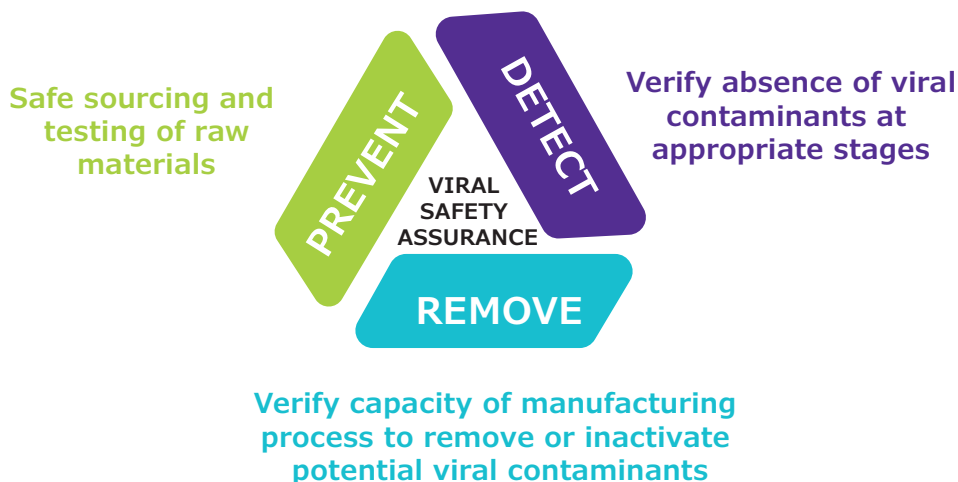 Safe sourcing and
testing of raw
materials
PREVENT
DETECT
Verify absence of viral
contaminants at
appropriate stages
VIRAL
SAFETY
ASSURANCE
REMOVE
Verify capacity of manufacturing
process to remove or inactivate
potential viral contaminants